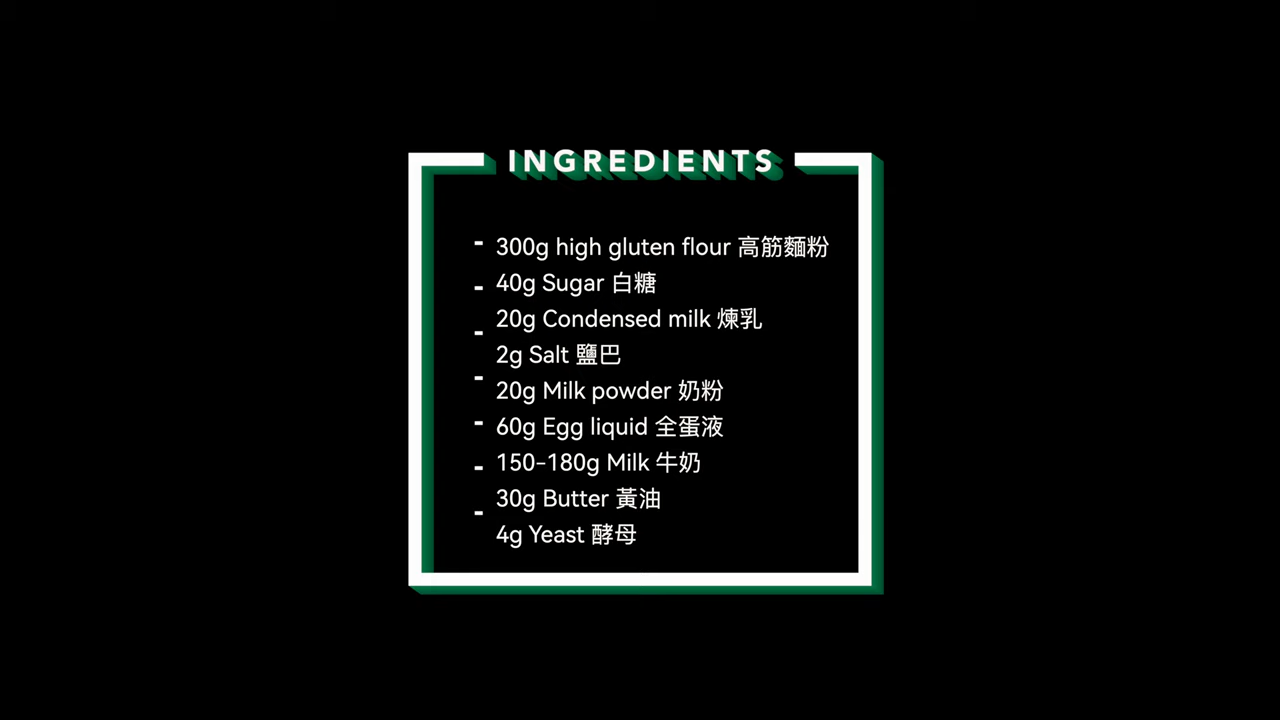 INGREDIENTS
300g high gluten flour 高筋麵粉
40g Sugar 白糖
20g Condensed milk 煉乳
2g Salt 鹽巴
20g Milk powder 奶粉
60g Egg liquid 全蛋液
150-180g Milk 牛奶
30g Butter 黃油
4g Yeast 酵母